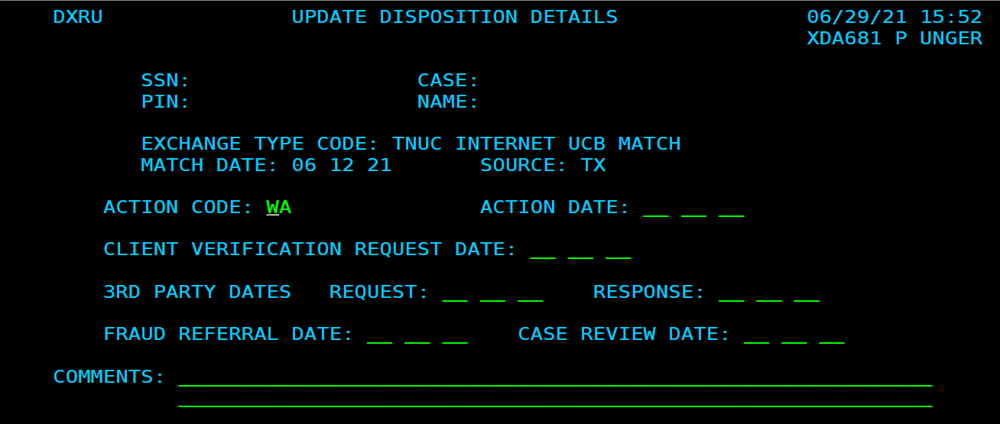 DXRU UPDATE DISPOSITION DETAILS 06/29/21 15:52
XDA681 P UNGER
SSN: CASE:
PIN: NAME:
EXCHANGE TYPE CODE: TNUC INTERNET UCB MATCH
MATCH DATE: 06 12 21 SOURCE: TX
ACTION CODE: WA ACTION DATE: __ __ __
CLIENT VERIFICATION REQUEST DATE: __ __ __
3RD PARTY DATES REQUEST: __ __ __ RESPONSE: __ __ __
FRAUD REFERRAL DATE: __ __ __ CASE REVIEW DATE: __ __ __
COMMENTS: ____________________________________________________________
____________________________________________________________